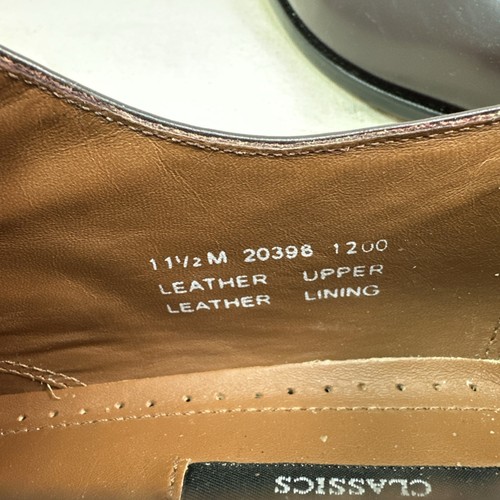 11½M 20398 1200
LEATHER UPPER
LEATHER LINING
CLASSICS